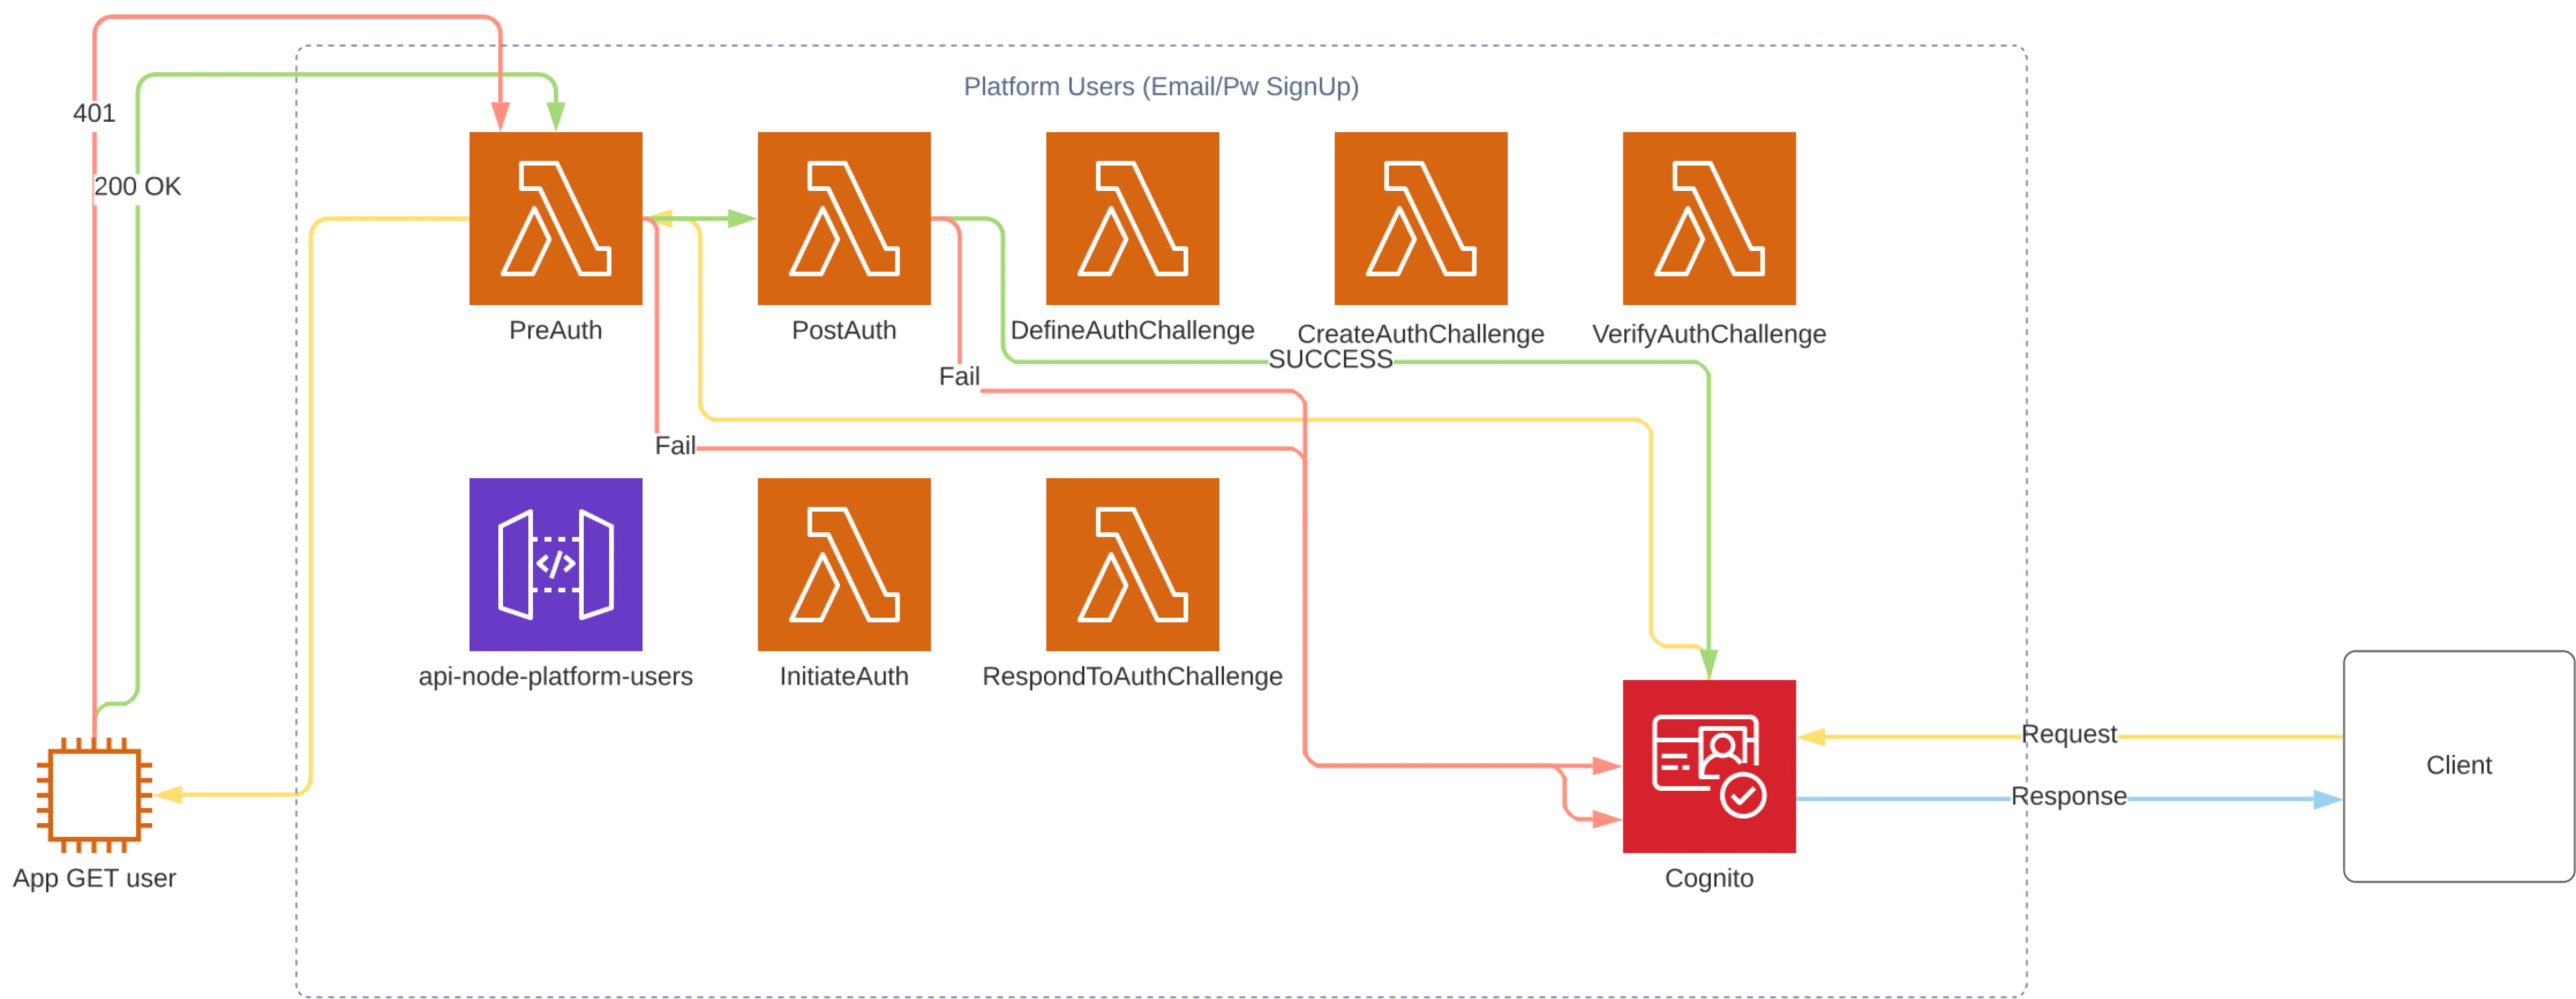 Platform Users (Email/Pw SignUp)
401
200 OK
PreAuth
PostAuth
DefineAuthChallenge
CreateAuthChallenge
VerifyAuthChallenge
SUCCESS
Fail
Fail
api-node-platform-users
InitiateAuth
RespondToAuthChallenge
Request
Client
Response
App GET user
Cognito